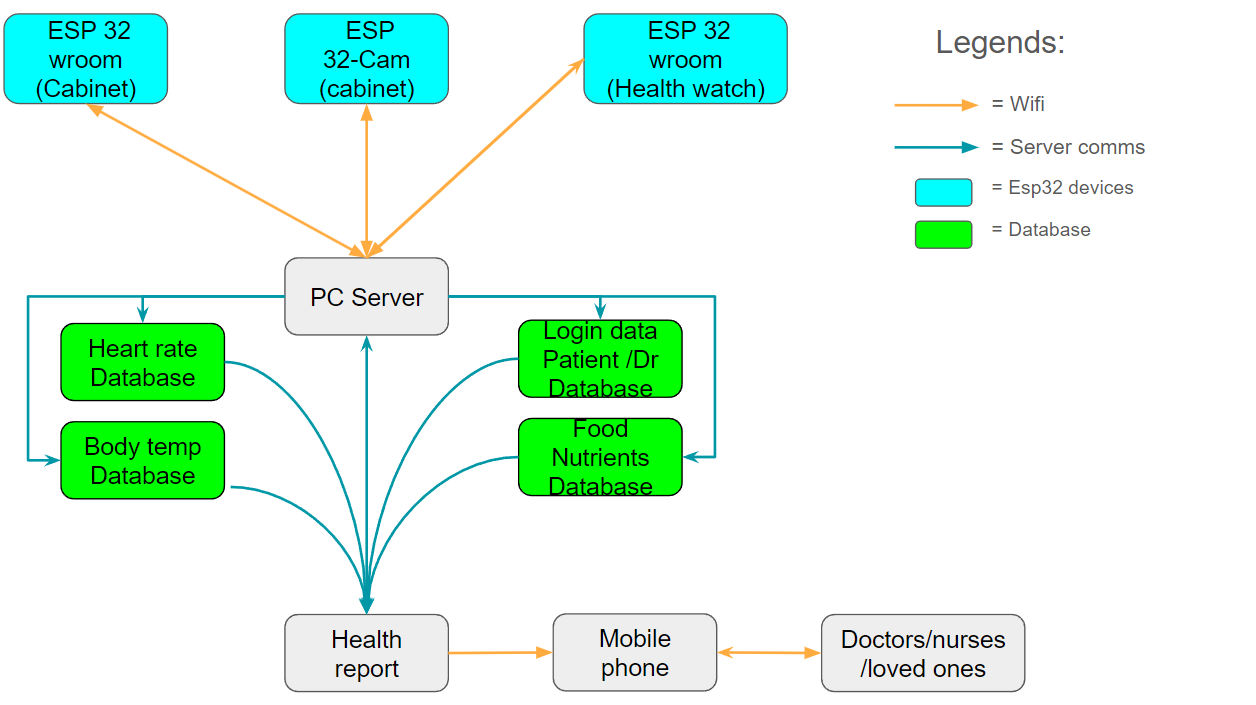 ESP 32
wroom
(Cabinet)
ESP
32-Cam
(cabinet)
ESP 32
wroom
(Health watch)
Legends:
= Wifi
= Server comms
= Esp32 devices
= Database
PC Server
Heart rate
Database
Login data
Patient /Dr
Database
Body temp
Database
Food
Nutrients
Database
Health
report
Mobile
phone
Doctors/nurses
/loved ones